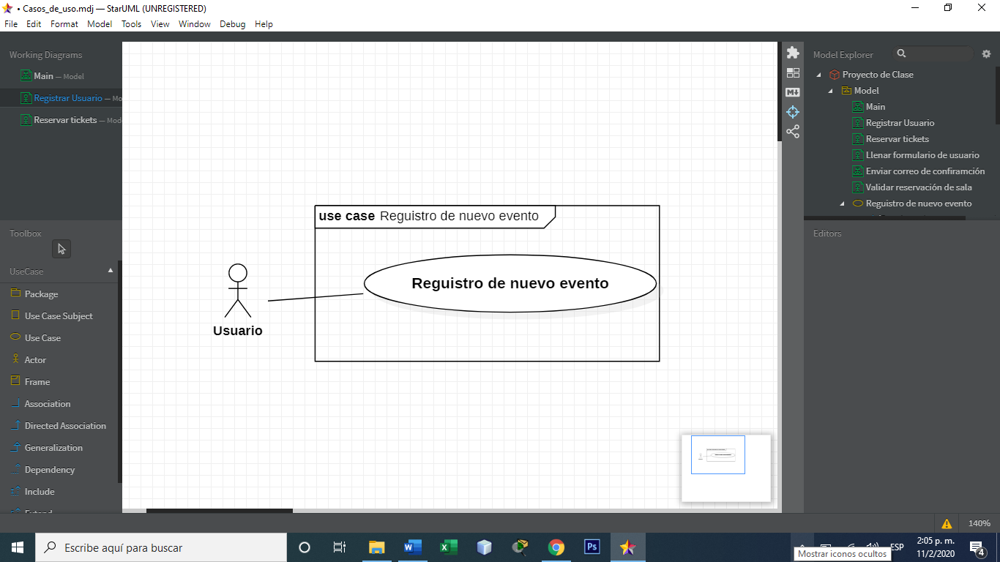 • Casos_de_uso.mdj — StarUML (UNREGISTERED)
File Edit Format Model Tools View Window Debug Help
Working Diagrams
Main — Model
Registrar Usuario — Mo
Reservar tickets — Mode
Toolbox
UseCase
Package
Use Case Subject
Use Case
Actor
Frame
Association
Directed Association
Generalization
Dependency
Include
Extend
use case Reguistro de nuevo evento
Reguistro de nuevo evento
Usuario
Model Explorer
Proyecto de Clase
Model
Main
Registrar Usuario
Reservar tickets
Llenar formulario de usuario
Enviar correo de confiramción
Validar reservación de sala
Reguistro de nuevo evento
Editors
140%
Escribe aquí para buscar
Ps
ESP
2:05 p. m.
11/2/2020
4
Mostrar iconos ocultos